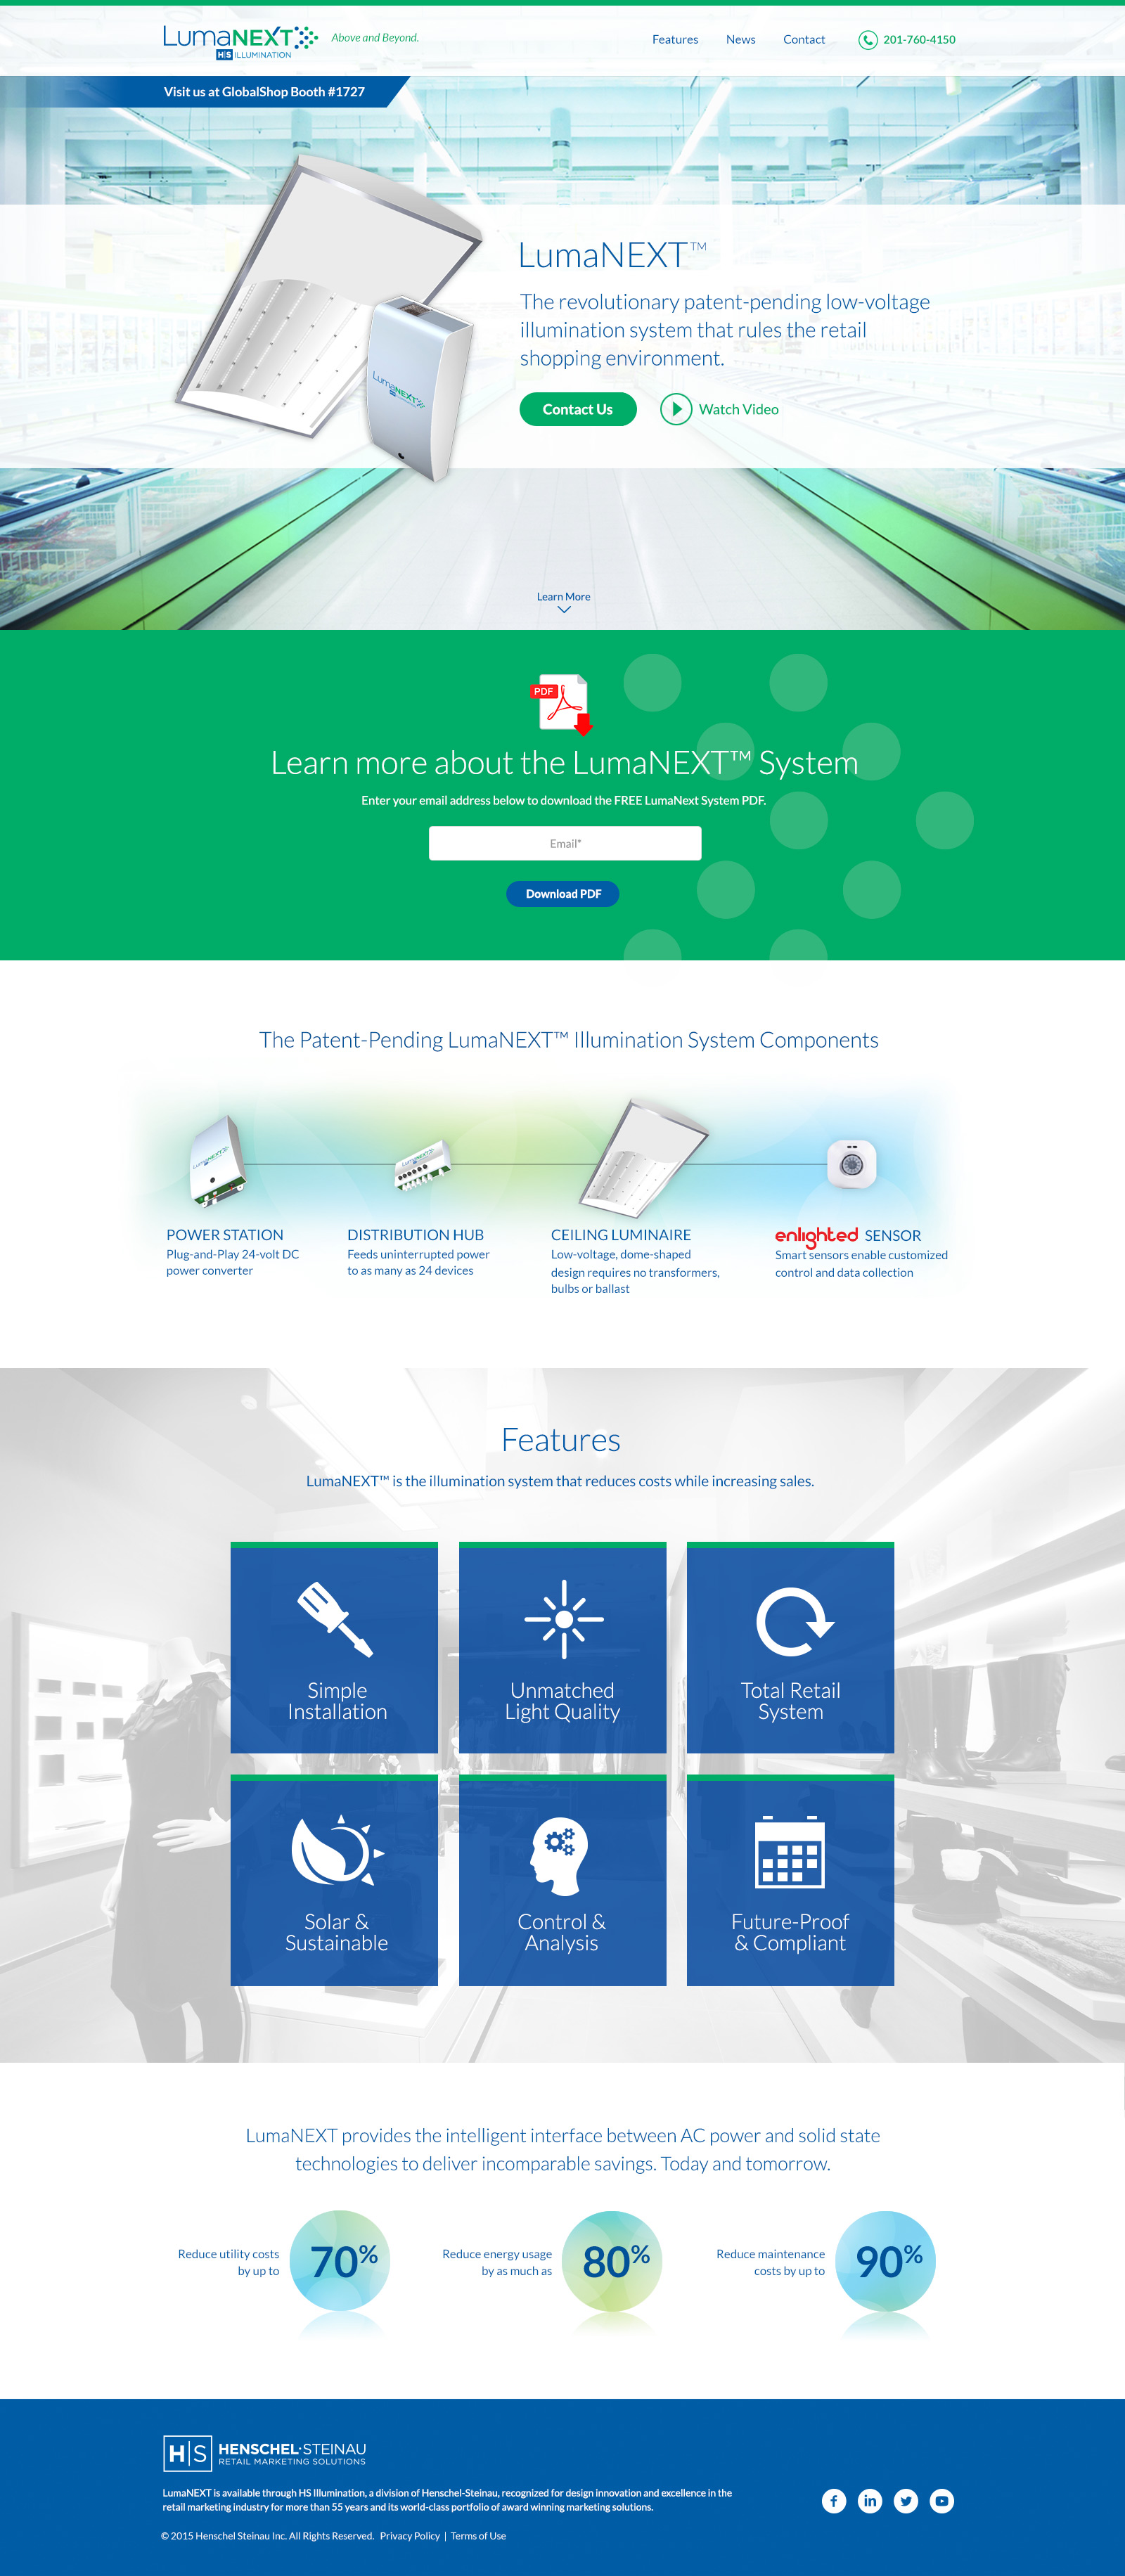 LumaNEXT
H|S ILLUMINATION
Above and Beyond.
Features
News
Contact
201-760-4150
Visit us at GlobalShop Booth #1727
LumaNEXT
LumaNEXT™
The revolutionary patent-pending low-voltage
illumination system that rules the retail
shopping environment.
Contact Us
Watch Video
Learn More
PDF
Learn more about the LumaNEXT™ System
Enter your email address below to download the FREE LumaNext System PDF.
Email*
Download PDF
The Patent-Pending LumaNEXT™ Illumination System Components
LumaNEXT
LumaNEXT
POWER STATION
Plug-and-Play 24-volt DC
power converter
DISTRIBUTION HUB
Feeds uninterrupted power
to as many as 24 devices
CEILING LUMINAIRE
Low-voltage, dome-shaped
design requires no transformers,
bulbs or ballast
enlighted SENSOR
Smart sensors enable customized
control and data collection
Features
LumaNEXT™ is the illumination system that reduces costs while increasing sales.
Simple
Installation
Unmatched
Light Quality
Total Retail
System
Solar &
Sustainable
Control &
Analysis
Future-Proof
& Compliant
LumaNEXT provides the intelligent interface between AC power and solid state
technologies to deliver incomparable savings. Today and tomorrow.
Reduce utility costs
by up to
70%
Reduce energy usage
by as much as
80%
Reduce maintenance
costs by up to
90%
H|S
HENSCHEL·STEINAU
RETAIL MARKETING SOLUTIONS
LumaNEXT is available through HS Illumination, a division of Henschel-Steinau, recognized for design innovation and excellence in the
retail marketing industry for more than 55 years and its world-class portfolio of award winning marketing solutions.
© 2015 Henschel Steinau Inc. All Rights Reserved. Privacy Policy | Terms of Use